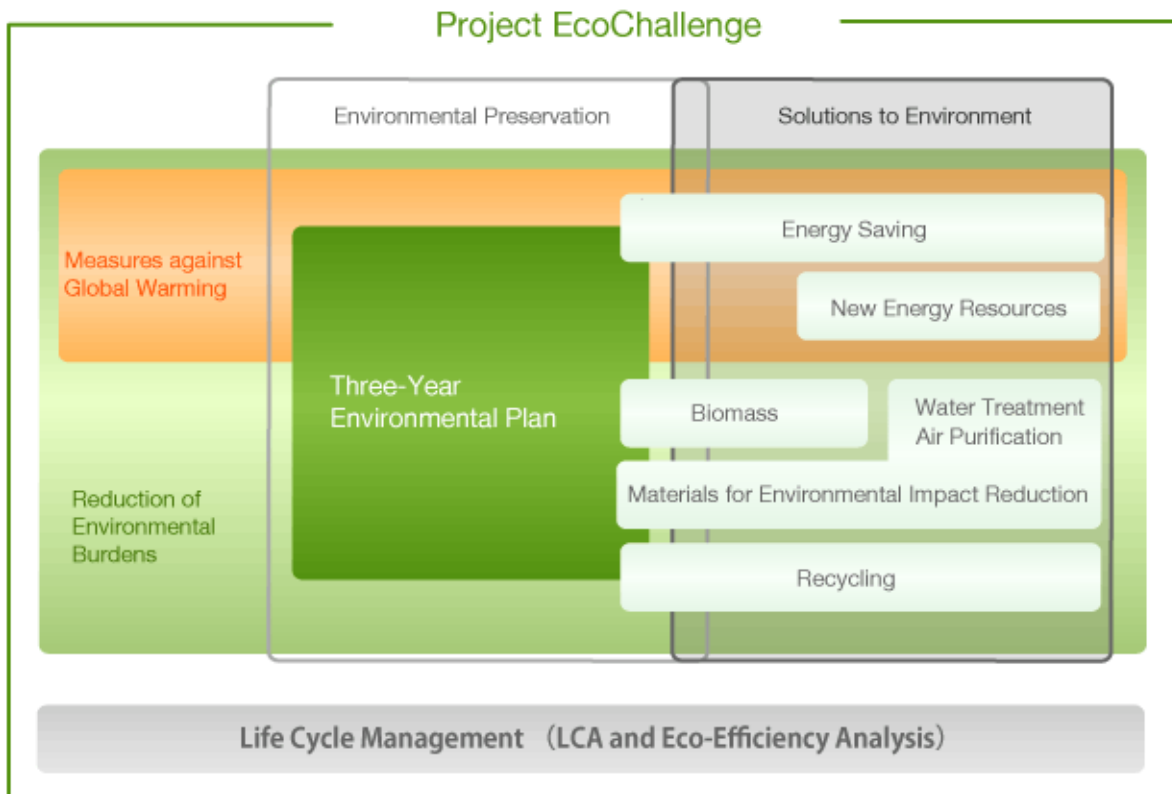 Project EcoChallenge
Environmental Preservation
Solutions to Environment
Measures against
Global Warming
Energy Saving
New Energy Resources
Three-Year
Environmental Plan
Biomass
Water Treatment
Air Purification
Materials for Environmental Impact Reduction
Reduction of
Environmental
Burdens
Recycling
Life Cycle Management （LCA and Eco-Efficiency Analysis）